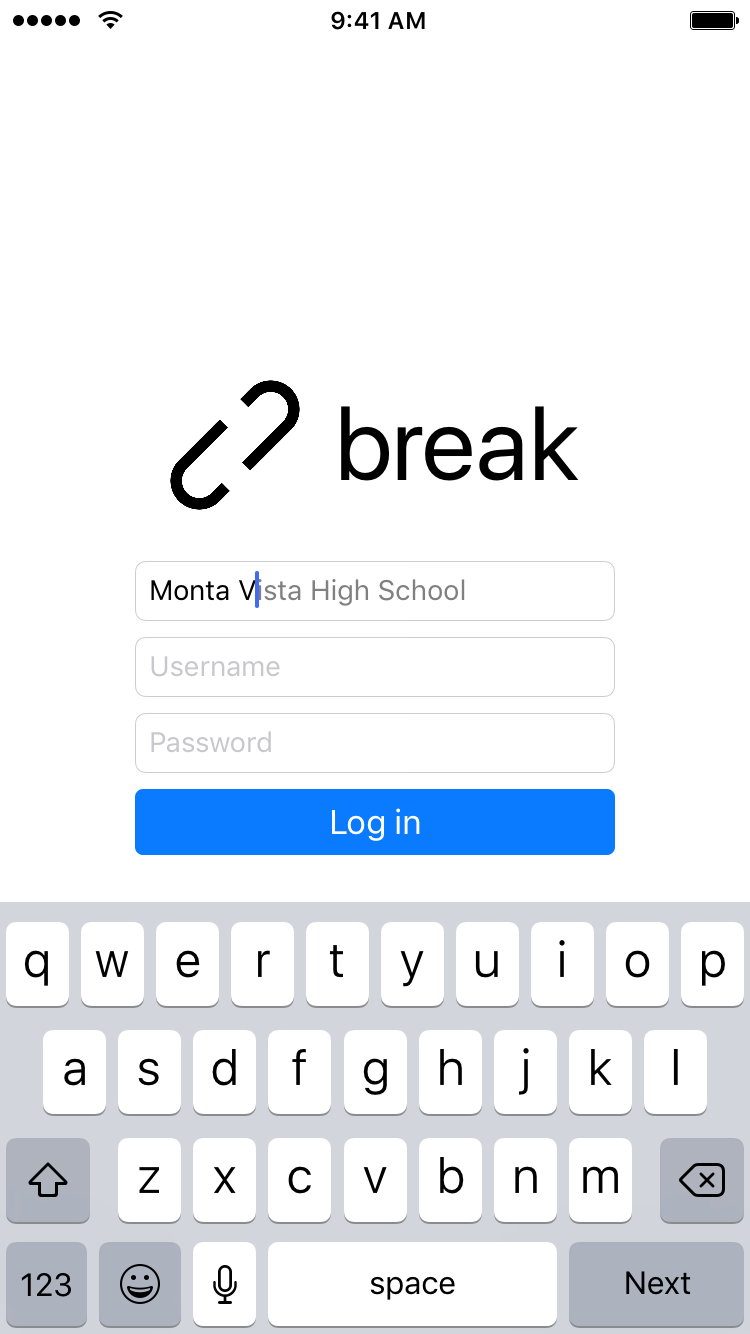 9:41 AM
break
Monta Vista High School
Username
Password
Log in
q w e r t y u i o p
a s d f g h j k l
z x c v b n m
123 space Next